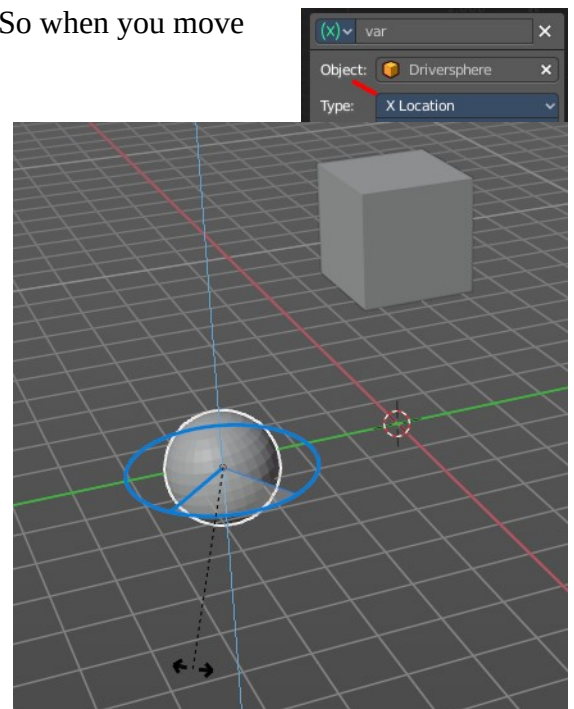 So when you move
(x) var
Object: Driversphere
Type: X Location